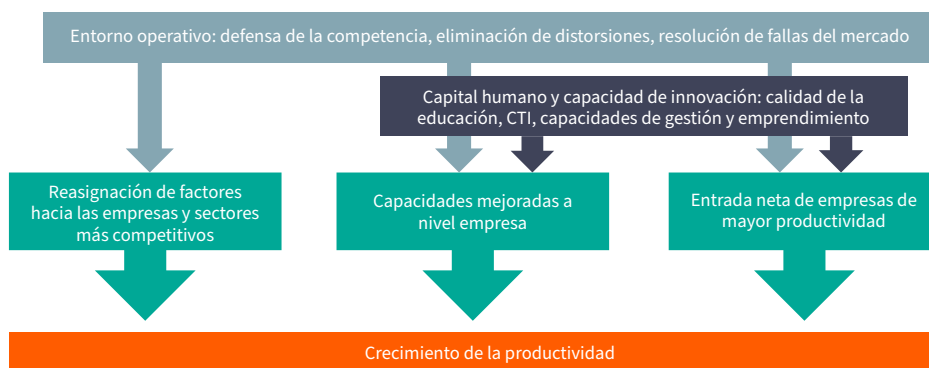 Entorno operativo: defensa de la competencia, eliminación de distorsiones, resolución de fallas del mercado
Capital humano y capacidad de innovación: calidad de la
educación, CTI, capacidades de gestión y emprendimiento
Reasignación de factores
hacia las empresas y sectores
más competitivos
Capacidades mejoradas a
nivel empresa
Entrada neta de empresas de
mayor productividad
Crecimiento de la productividad